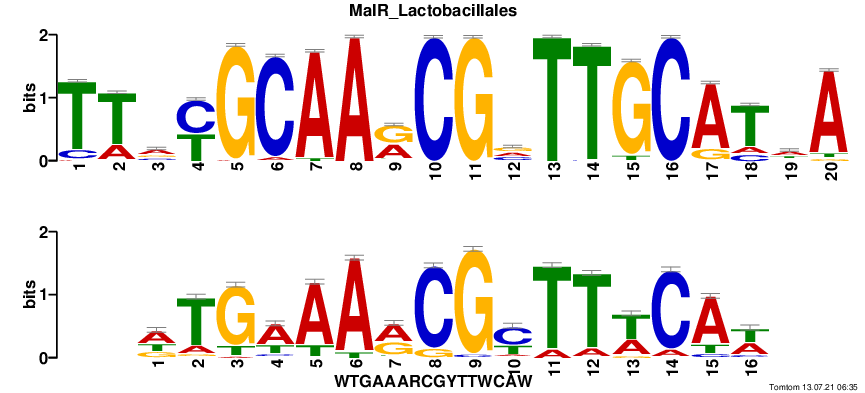 MalR_Lactobacillales
2
bits
1
0
TTACGCAAGCGGTTGCATAA
1 2 3 4 5 6 7 8 9 10 11 12 13 14 15 16 17 18 19 20
2
bits
1
0
ATGAAAACGCTTTCAT
1 2 3 4 5 6 7 8 9 10 11 12 13 14 15 16
WTGAAARCGYTTWCAW
Tomtom 13.07.21 06:35